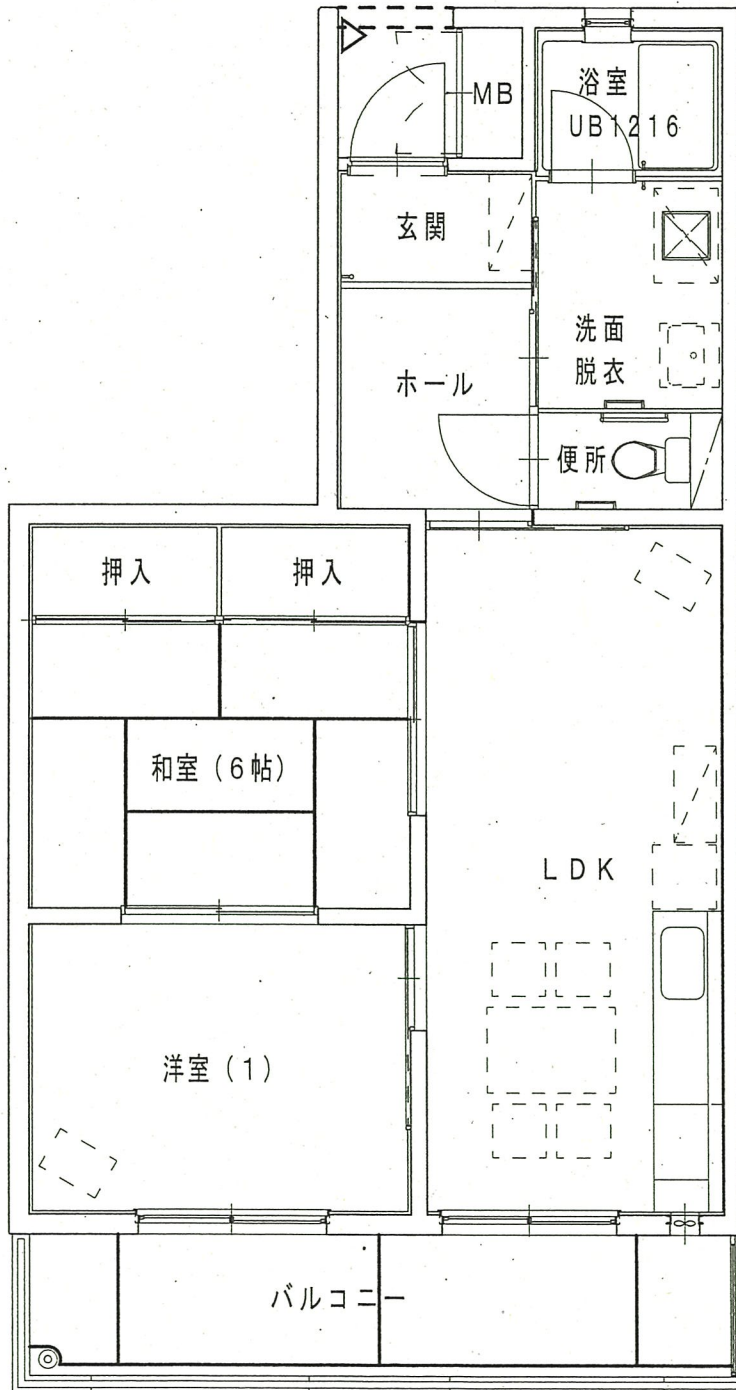 MB
浴室
UB1216
玄関
洗面
脱衣
ホール
便所
押入
押入
和室(6帖)
LDK
洋室(1)
バルコニー